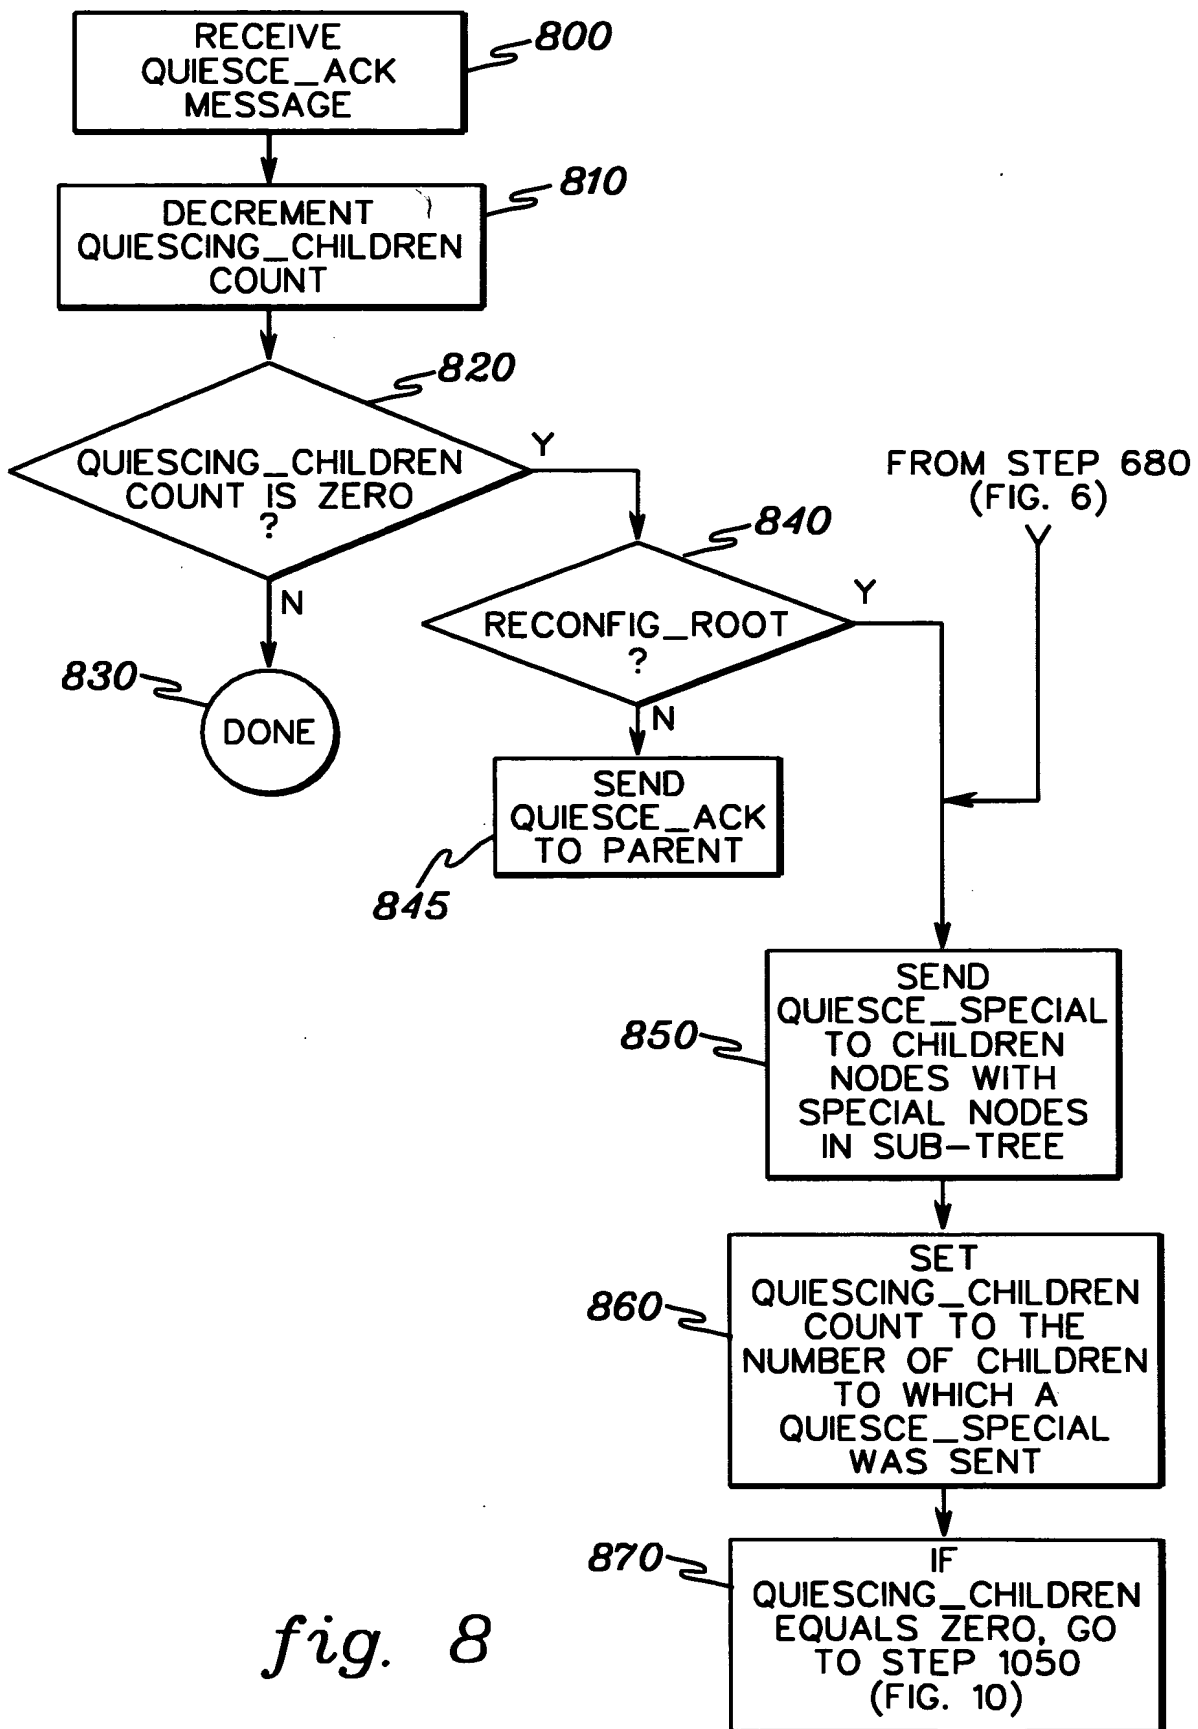 RECEIVE
QUIESCE_ACK
MESSAGE
800
DECREMENT
QUIESCING_CHILDREN
COUNT
810
820
QUIESCING_CHILDREN
COUNT IS ZERO
?
Y
N
830
DONE
FROM STEP 680
(FIG. 6)
840
RECONFIG_ROOT
?
Y
N
SEND
QUIESCE_ACK
TO PARENT
845
850
SEND
QUIESCE_SPECIAL
TO CHILDREN
NODES WITH
SPECIAL NODES
IN SUB-TREE
860
SET
QUIESCING_CHILDREN
COUNT TO THE
NUMBER OF CHILDREN
TO WHICH A
QUIESCE_SPECIAL
WAS SENT
870
IF
QUIESCING_CHILDREN
EQUALS ZERO, GO
TO STEP 1050
(FIG. 10)
fig. 8